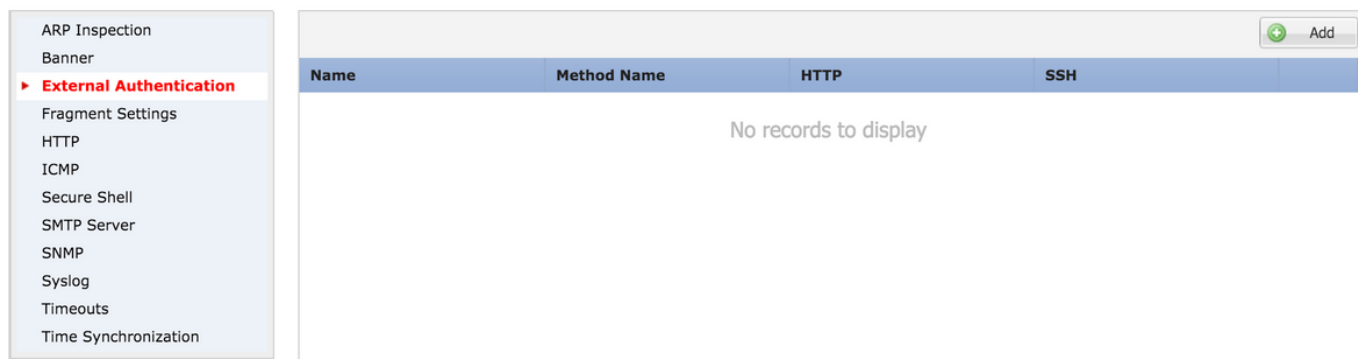 ARP Inspection
Banner
External Authentication
Fragment Settings
HTTP
ICMP
Secure Shell
SMTP Server
SNMP
Syslog
Timeouts
Time Synchronization
Add
Name Method Name HTTP SSH
No records to display